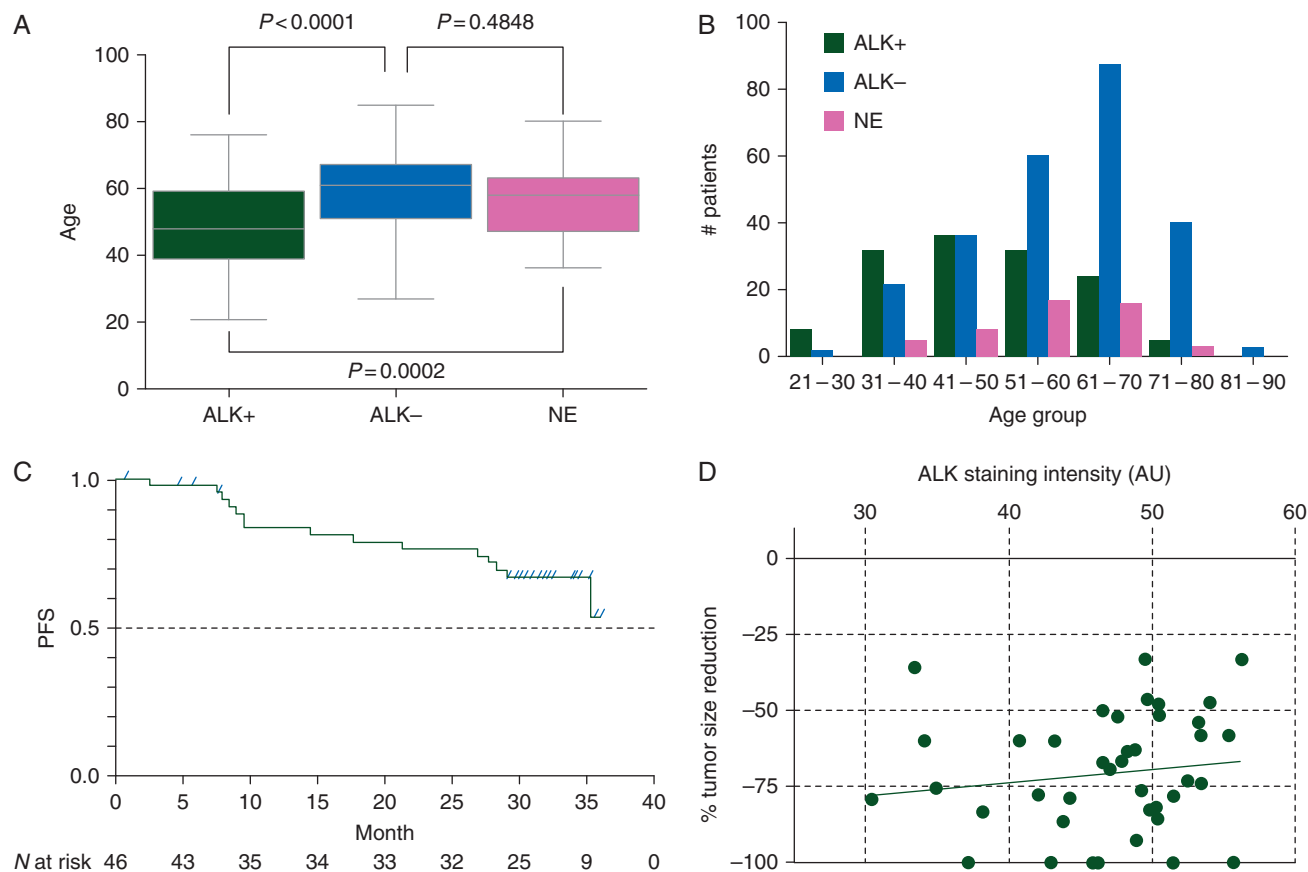 A
P<0.0001
P=0.4848
100
80
60
40
20
0
Age
P=0.0002
ALK+
ALK–
NE
B
100
80
60
40
20
0
# patients
ALK+
ALK–
NE
21–30
31–40
41–50
51–60
61–70
71–80
81–90
Age group
C
1.0
0.5
0.0
PFS
0 5 10 15 20 25 30 35 40
Month
N at risk 46 43 35 34 33 32 25 9 0
D
ALK staining intensity (AU)
30 40 50 60
0
–25
–50
–75
–100
% tumor size reduction